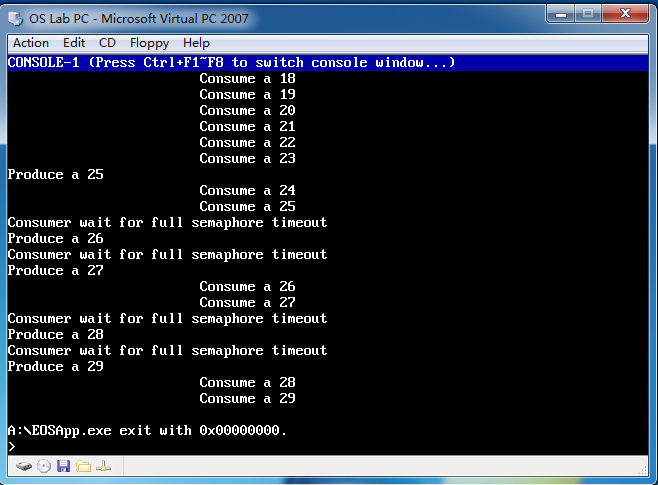 OS Lab PC - Microsoft Virtual PC 2007
Action Edit CD Floppy Help
CONSOLE-1 (Press Ctrl+F1~F8 to switch console window...)
Consume a 18
Consume a 19
Consume a 20
Consume a 21
Consume a 22
Consume a 23
Produce a 25
Consume a 24
Consume a 25
Consumer wait for full semaphore timeout
Produce a 26
Consumer wait for full semaphore timeout
Produce a 27
Consume a 26
Consume a 27
Consumer wait for full semaphore timeout
Produce a 28
Consumer wait for full semaphore timeout
Produce a 29
Consume a 28
Consume a 29
A:\EOSApp.exe exit with 0x00000000.
>